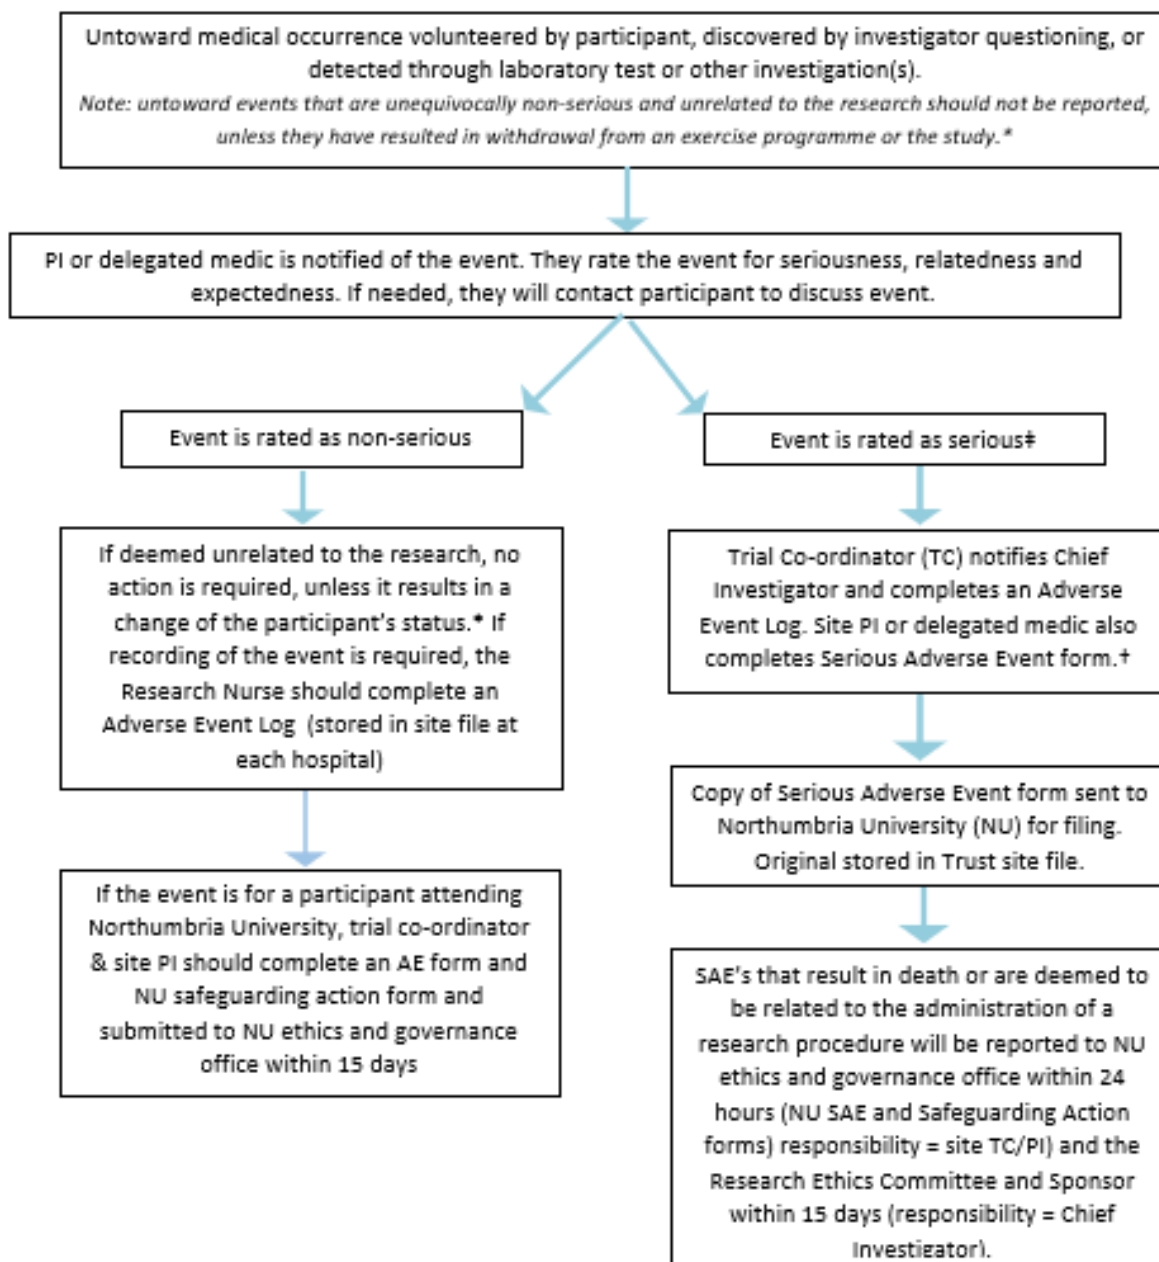 Untoward medical occurrence volunteered by participant, discovered by investigator questioning, or
detected through laboratory test or other investigation(s).
Note: untoward events that are unequivocally non-serious and unrelated to the research should not be reported,
unless they have resulted in withdrawal from an exercise programme or the study.*
PI or delegated medic is notified of the event. They rate the event for seriousness, relatedness and
expectedness. If needed, they will contact participant to discuss event.
Event is rated as non-serious
If deemed unrelated to the research, no
action is required, unless it results in a
change of the participant's status.* If
recording of the event is required, the
Research Nurse should complete an
Adverse Event Log (stored in site file at
each hospital)
If the event is for a participant attending
Northumbria University, trial co-ordinator
& site PI should complete an AE form and
NU safeguarding action form and
submitted to NU ethics and governance
office within 15 days
Event is rated as serious‡
Trial Co-ordinator (TC) notifies Chief
Investigator and completes an Adverse
Event Log. Site PI or delegated medic also
completes Serious Adverse Event form.†
Copy of Serious Adverse Event form sent to
Northumbria University (NU) for filing.
Original stored in Trust site file.
SAE's that result in death or are deemed to
be related to the administration of a
research procedure will be reported to NU
ethics and governance office within 24
hours (NU SAE and Safeguarding Action
forms) responsibility = site TC/PI) and the
Research Ethics Committee and Sponsor
within 15 days (responsibility = Chief
Investigator).